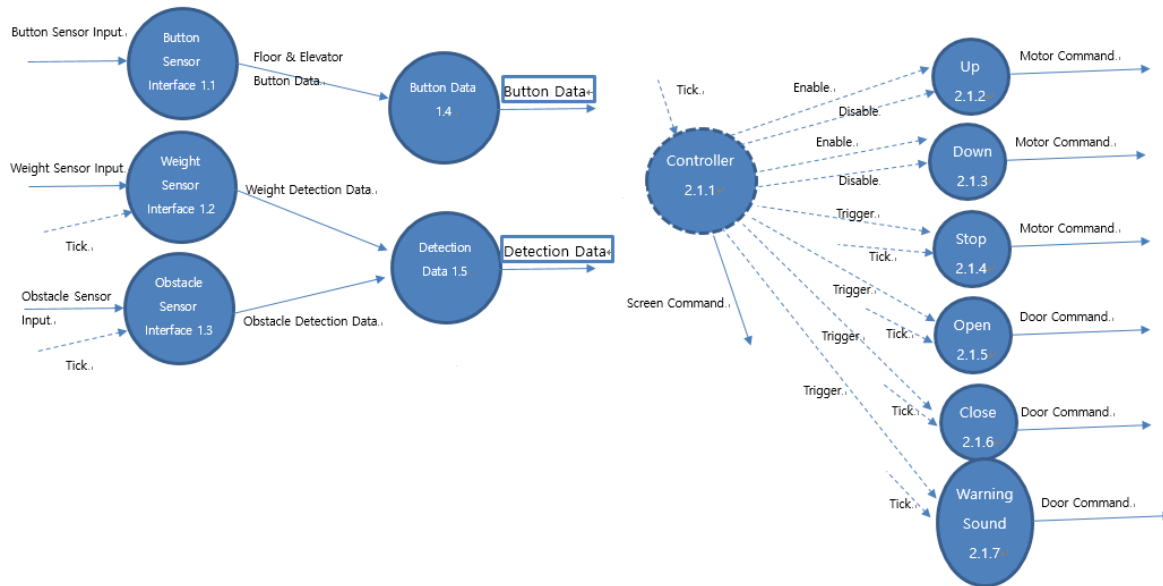 Button Sensor Input.
Button
Sensor
Interface 1.1
Floor & Elevator
Button Data.
Button Data
1.4
Button Data
Weight Sensor Input.
Weight
Sensor
Interface 1.2
Tick.
Weight Detection Data.
Detection
Data 1.5
Detection Data
Obstacle Sensor
Input.
Obstacle
Sensor
Interface 1.3
Tick.
Obstacle Detection Data.
Tick.
Controller
2.1.1
Screen Command.
Enable.
Disable.
Up
2.1.2
Motor Command.
Enable.
Disable.
Down
2.1.3
Motor Command.
Trigger.
Tick.
Stop
2.1.4
Motor Command.
Trigger.
Tick.
Open
2.1.5
Door Command.
Trigger.
Tick.
Close
2.1.6
Door Command.
Trigger.
Tick.
Warning
Sound
2.1.7
Door Command.